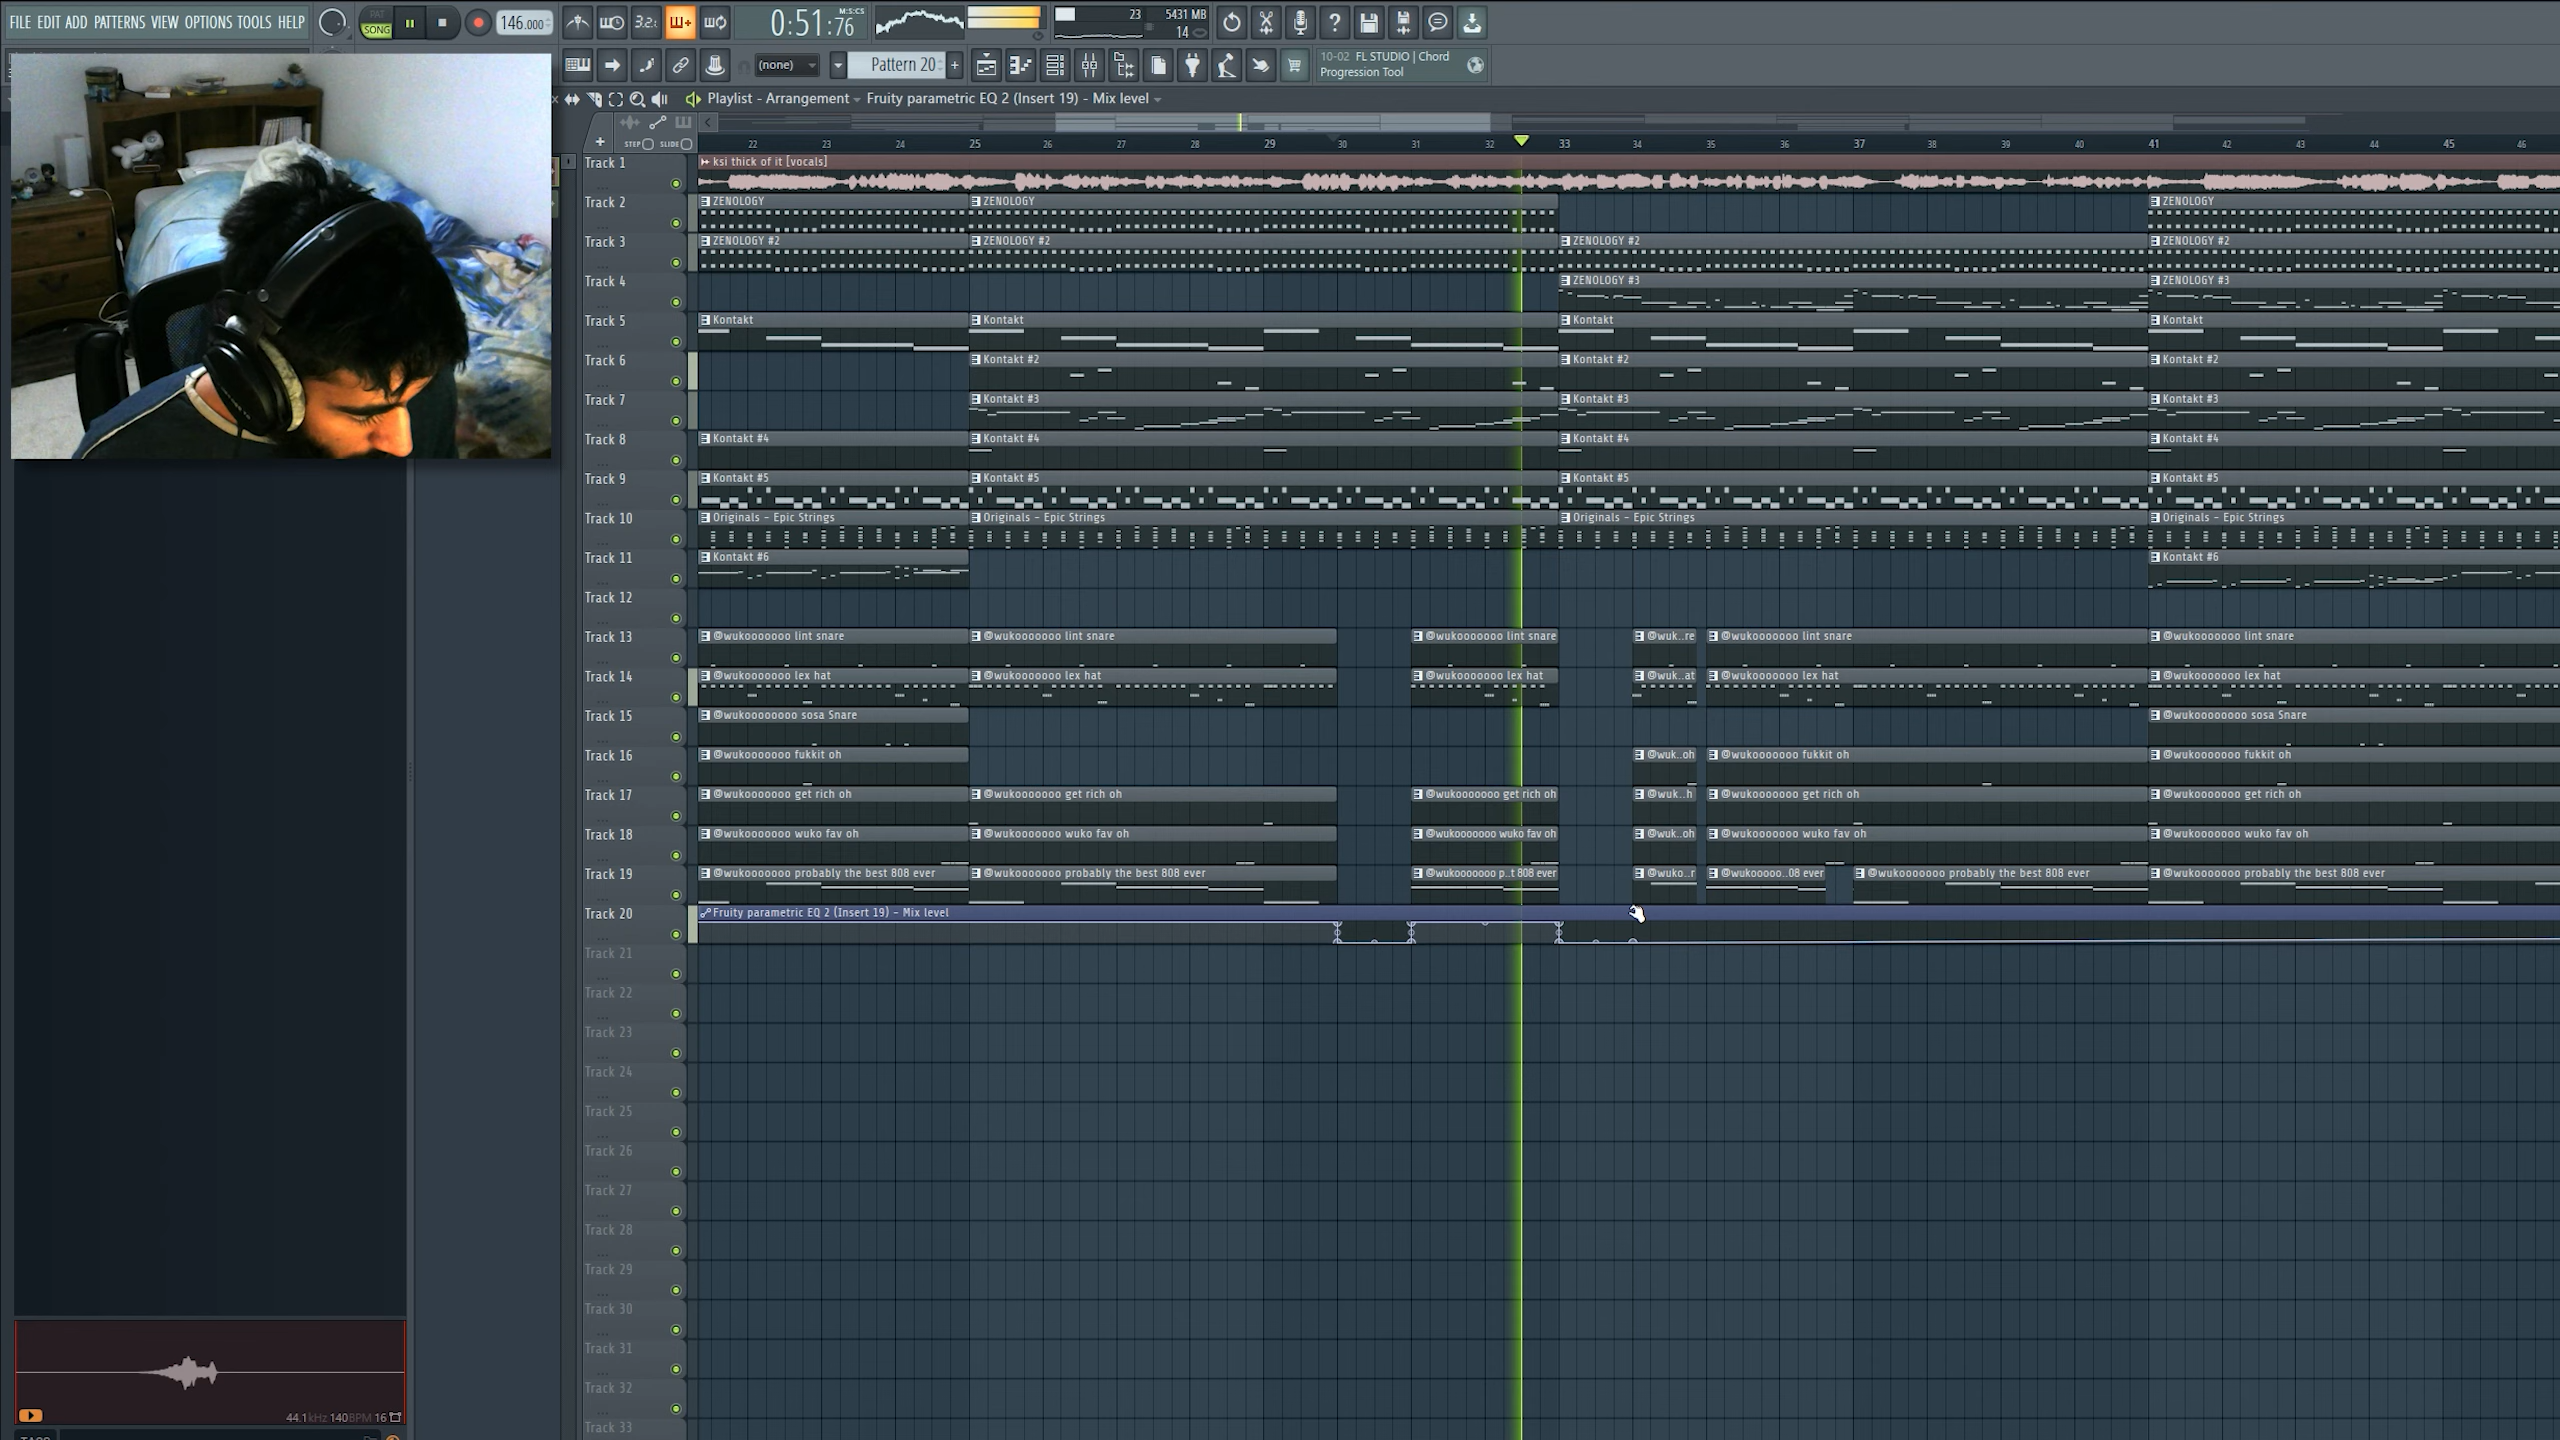 FILE EDIT ADD PATTERNS VIEW OPTIONS TOOLS HELP
PAT
SONG
146.000
3.2.
0:51:76
M:S:CS
23
5431 MB
14
(none)
Pattern 20
+
10-02 FL STUDIO | Chord
Progression Tool
Playlist - Arrangement
Fruity parametric EQ 2 (Insert 19) - Mix level
STEP
SLIDE
22 23 24 25 26 27 28 29 30 31 32 33 34 35 36 37 38 39 40 41 42 43 44 45 46
Track 1
ksi thick of it [vocals]
Track 2
ZENOLOGY ZENOLOGY ZENOLOGY
Track 3
ZENOLOGY #2 ZENOLOGY #2 ZENOLOGY #2 ZENOLOGY #2
Track 4
ZENOLOGY #3 ZENOLOGY #3
Track 5
Kontakt Kontakt Kontakt Kontakt
Track 6
Kontakt #2 Kontakt #2 Kontakt #2
Track 7
Kontakt #3 Kontakt #3 Kontakt #3
Track 8
Kontakt #4 Kontakt #4 Kontakt #4 Kontakt #4
Track 9
Kontakt #5 Kontakt #5 Kontakt #5 Kontakt #5
Track 10
Originals - Epic Strings Originals - Epic Strings Originals - Epic Strings Originals - Epic Strings
Track 11
Kontakt #6 Kontakt #6
Track 12
Track 13
@wukooooooo lint snare @wukooooooo lint snare @wukooooooo lint snare @wuk..re @wukooooooo lint snare @wukooooooo lint snare
Track 14
@wukooooooo lex hat @wukooooooo lex hat @wukooooooo lex hat @wuk..at @wukooooooo lex hat @wukooooooo lex hat
Track 15
@wukoooooooo sosa Snare @wukoooooooo sosa Snare
Track 16
@wukooooooo fukkit oh @wuk..oh @wukooooooo fukkit oh @wukooooooo fukkit oh
Track 17
@wukooooooo get rich oh @wukooooooo get rich oh @wukooooooo get rich oh @wuk..h @wukooooooo get rich oh @wukooooooo get rich oh
Track 18
@wukooooooo wuko fav oh @wukooooooo wuko fav oh @wukooooooo wuko fav oh @wuk..oh @wukooooooo wuko fav oh @wukooooooo wuko fav oh
Track 19
@wukooooooo probably the best 808 ever @wukooooooo probably the best 808 ever @wukooooooo p..t 808 ever @wuko..r @wukooooo..08 ever @wukooooooo probably the best 808 ever @wukooooooo probably the best 808 ever
Track 20
Fruity parametric EQ 2 (Insert 19) - Mix level
Track 21
Track 22
Track 23
Track 24
Track 25
Track 26
Track 27
Track 28
Track 29
Track 30
Track 31
Track 32
Track 33
44.1kHz 140BPM 16
TAGS